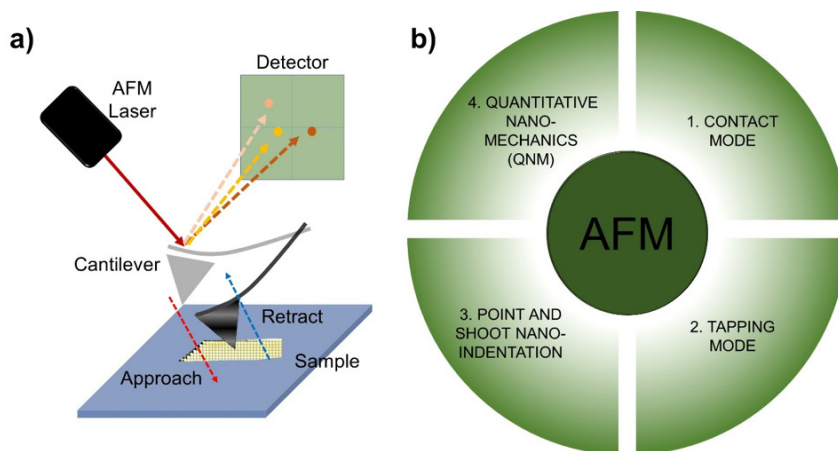 a)
AFM
Laser
Detector
Cantilever
Retract
Approach
Sample
b)
4. QUANTITATIVE
NANO-
MECHANICS
(QNM)
1. CONTACT
MODE
AFM
3. POINT AND
SHOOT NANO-
INDENTATION
2. TAPPING
MODE